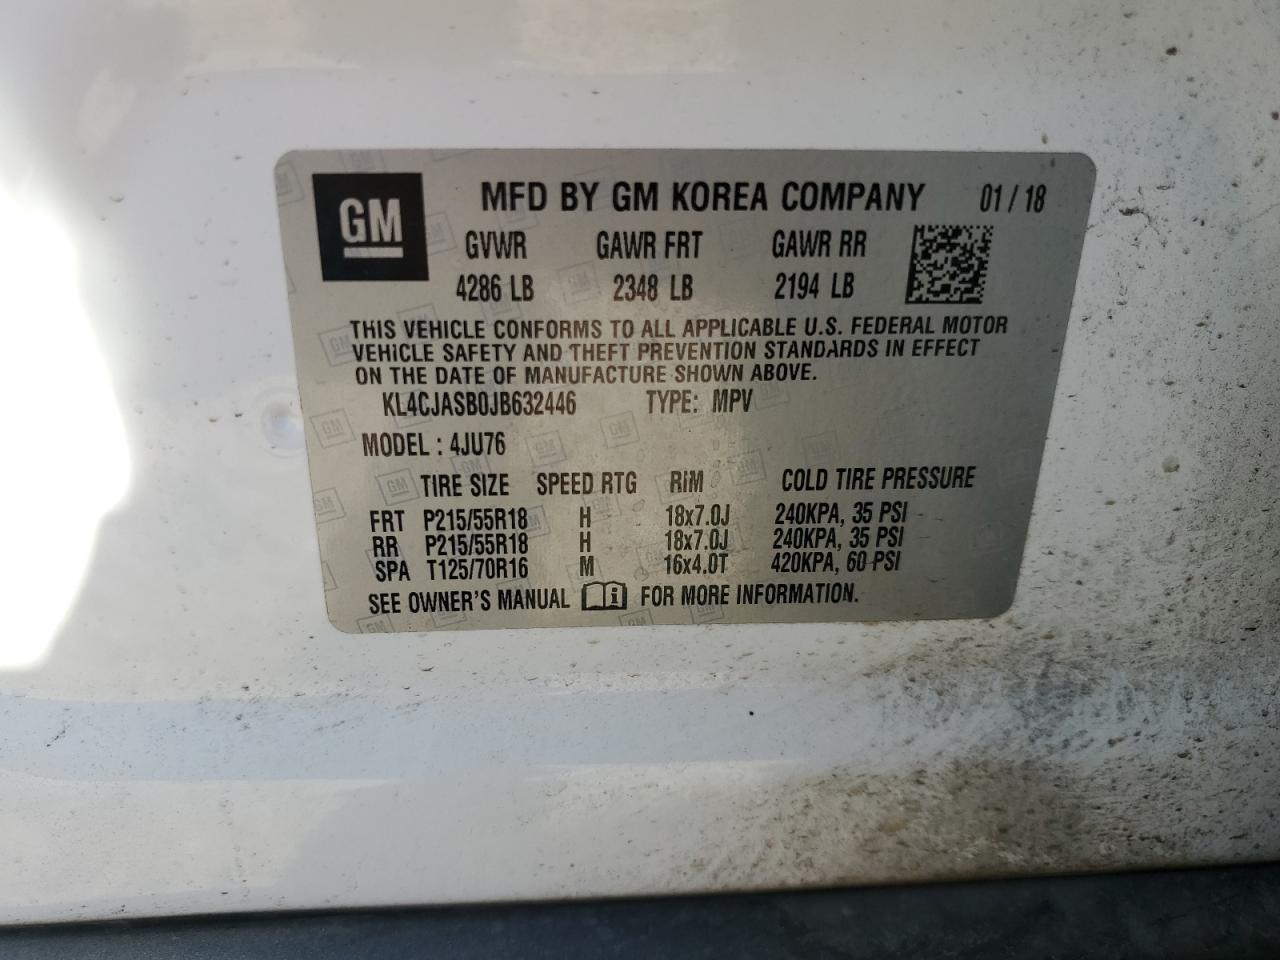 GM MFD BY GM KOREA COMPANY 01/18
GVWR GAWR FRT GAWR RR
4286 LB 2348 LB 2194 LB
THIS VEHICLE CONFORMS TO ALL APPLICABLE U.S. FEDERAL MOTOR
VEHICLE SAFETY AND THEFT PREVENTION STANDARDS IN EFFECT
ON THE DATE OF MANUFACTURE SHOWN ABOVE.
KL4CJASB0JB632446 TYPE: MPV
MODEL : 4JU76
TIRE SIZE SPEED RTG RIM COLD TIRE PRESSURE
FRT P215/55R18 H 18x7.0J 240KPA, 35 PSI
RR P215/55R18 H 18x7.0J 240KPA, 35 PSI
SPA T125/70R16 M 16x4.0T 420KPA, 60 PSI
SEE OWNER'S MANUAL i FOR MORE INFORMATION.